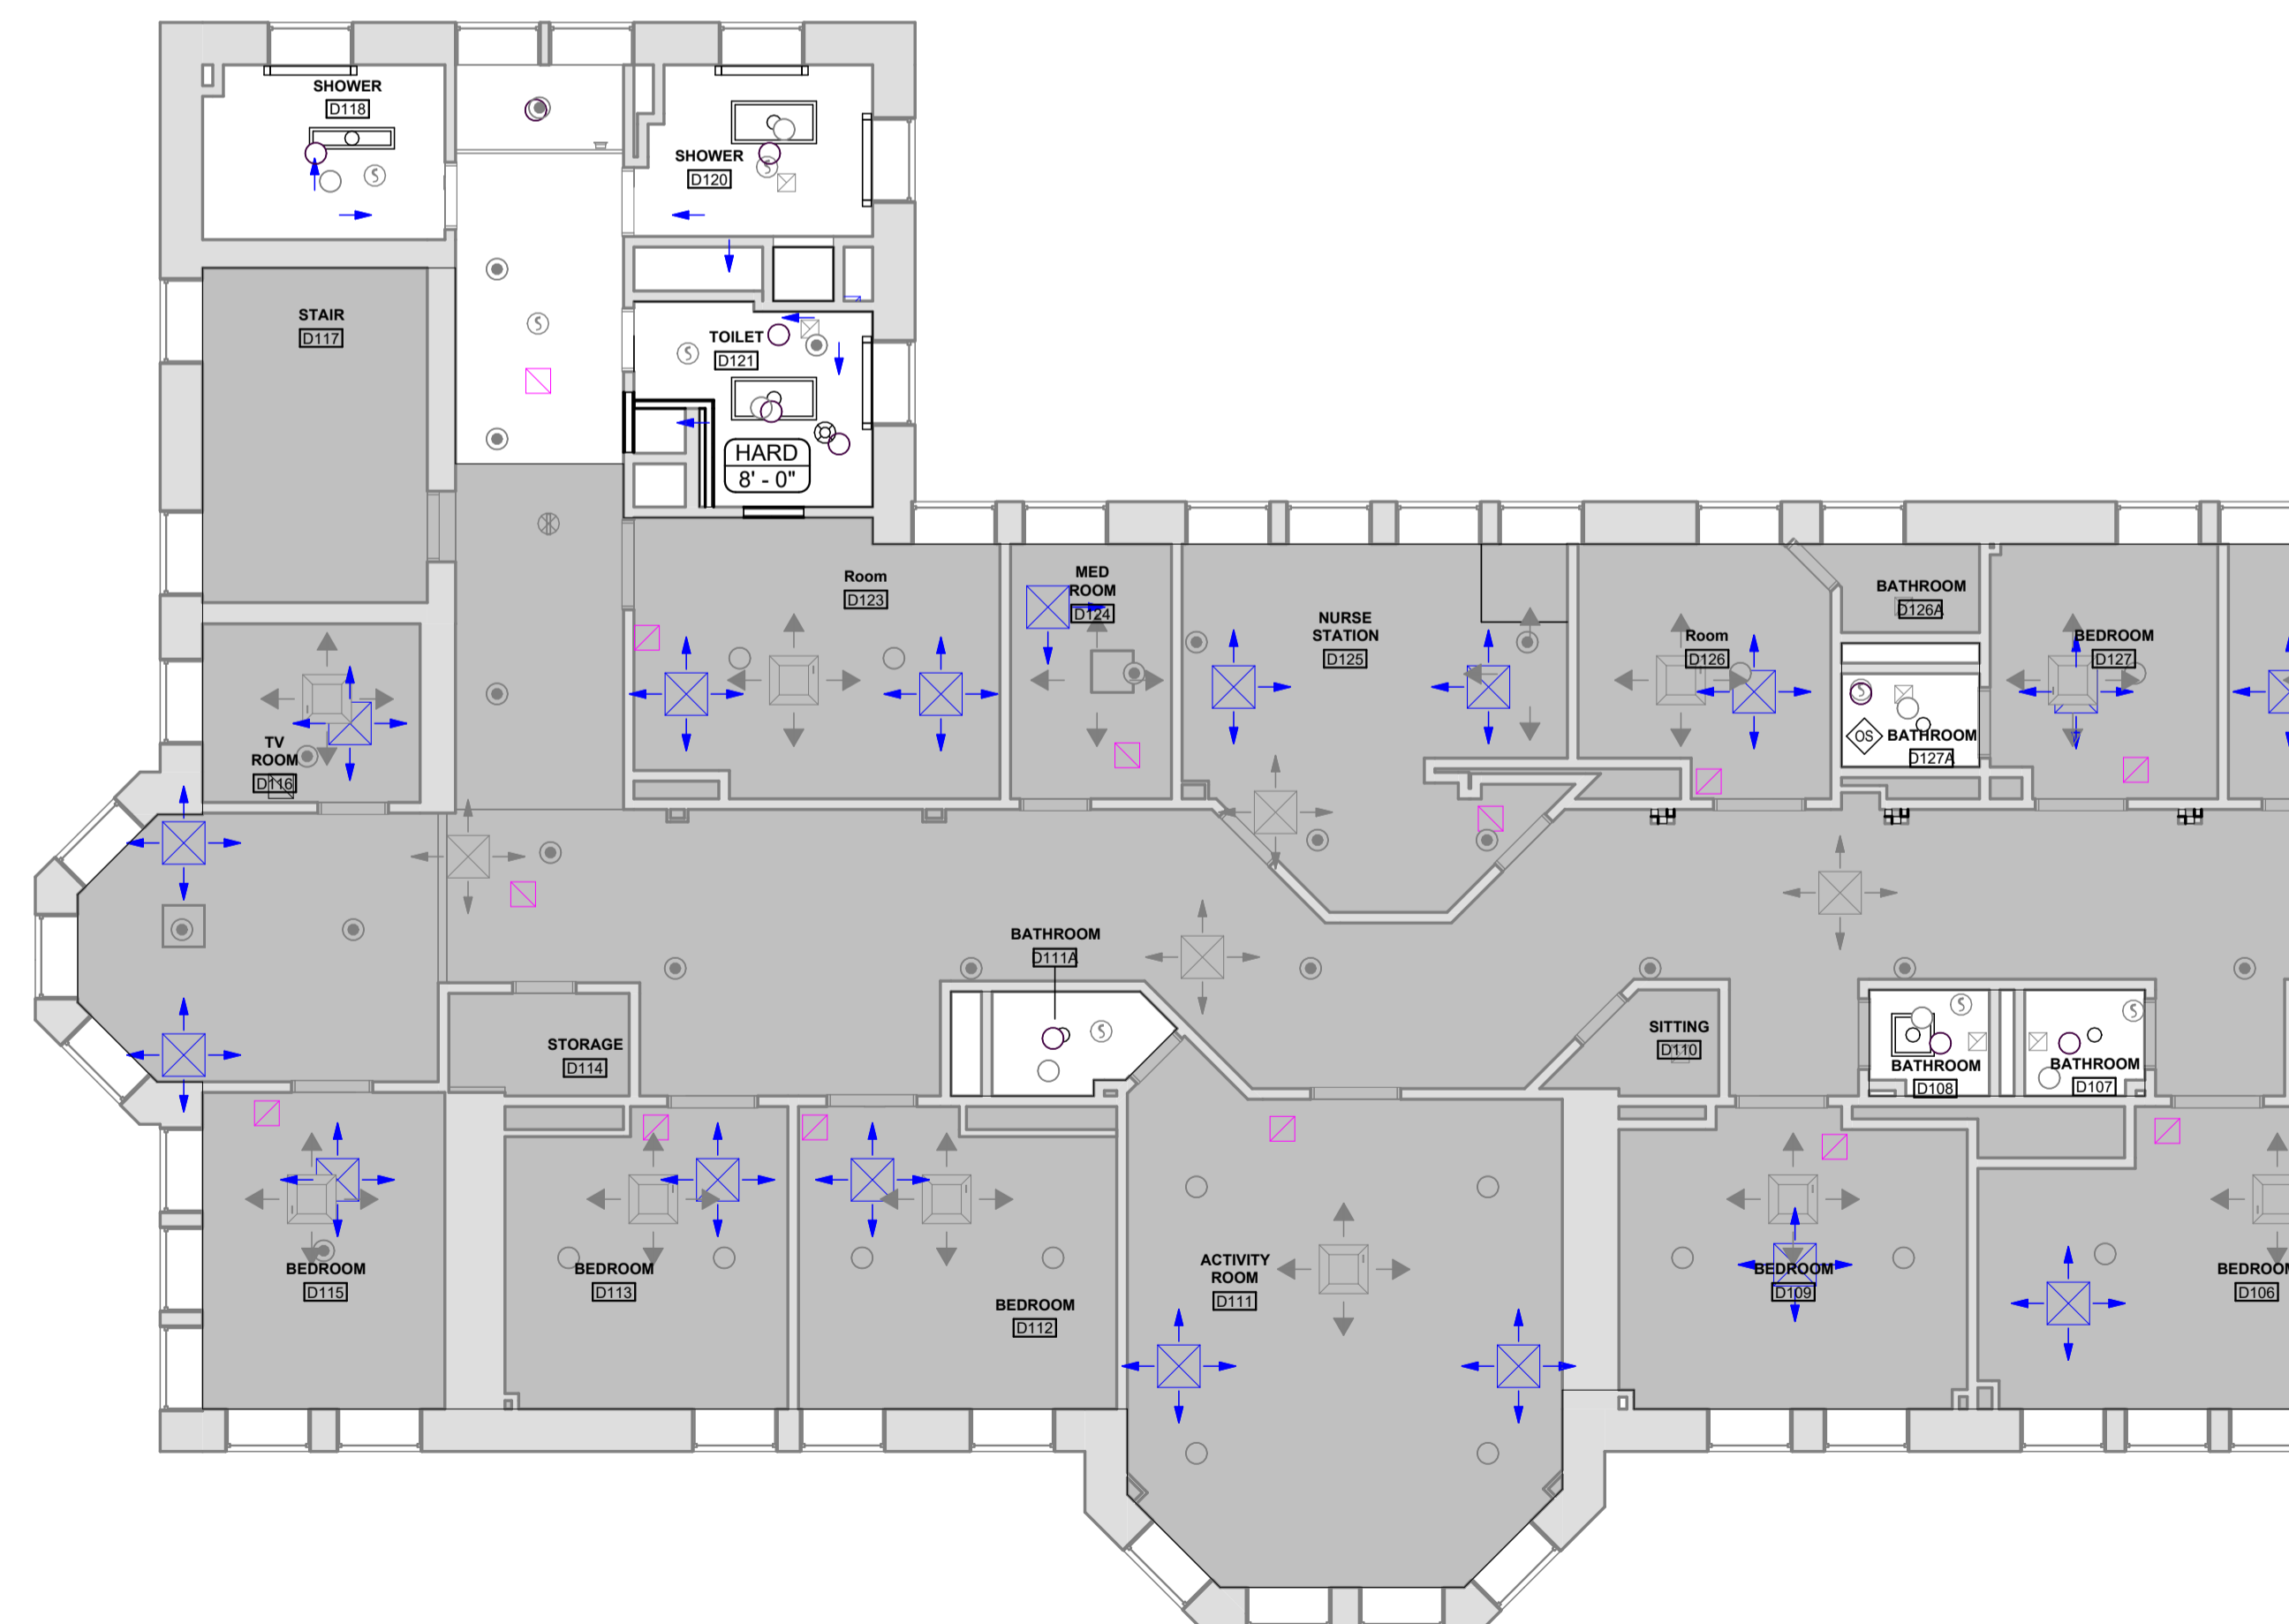 SHOWER
D118
SHOWER
D120
S
S
STAIR
D117
S
TOILET
D121
S
HARD
8' - 0"
Room
D123
MED
ROOM
D124
NURSE
STATION
D125
Room
D126
BATHROOM
D126A
BEDROOM
D127
S
OS
BATHROOM
D127A
TV
ROOM
D116
BATHROOM
D111A
S
STORAGE
D114
SITTING
D110
S
BATHROOM
D108
S
BATHROOM
D107
BEDROOM
D115
BEDROOM
D113
BEDROOM
D112
ACTIVITY
ROOM
D111
BEDROOM
D109
BEDROOM
D106